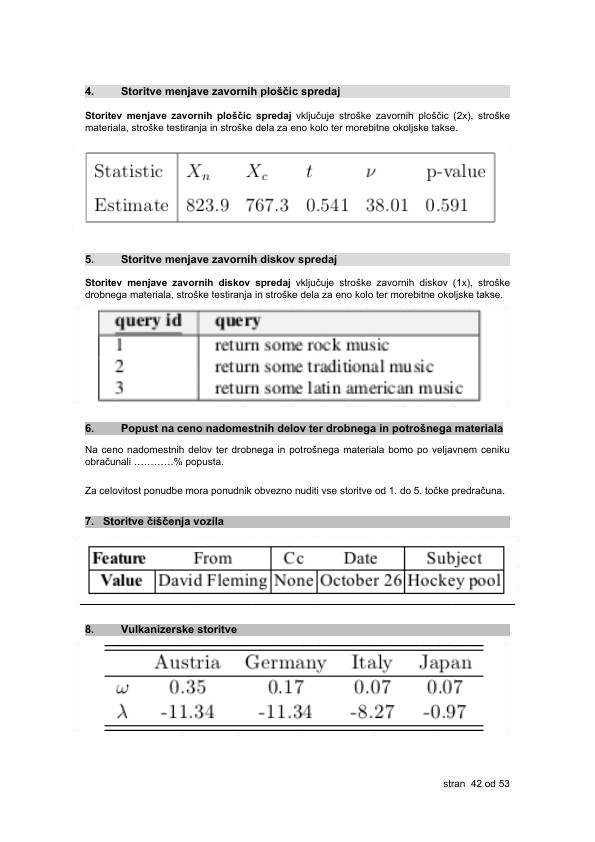 4. Storitve menjave zavornih ploščic spredaj
Storitev menjave zavornih ploščic spredaj vključuje stroške zavornih ploščic (2x), stroške
materiala, stroške testiranja in stroške dela za eno kolo ter morebitne okoljske takse.
Statistic Xn Xc t ν p-value
Estimate 823.9 767.3 0.541 38.01 0.591
5. Storitve menjave zavornih diskov spredaj
Storitev menjave zavornih diskov spredaj vključuje stroške zavornih diskov (1x), stroške
drobnega materiala, stroške testiranja in stroške dela za eno kolo ter morebitne okoljske takse.
query id query
1 return some rock music
2 return some traditional music
3 return some latin american music
6. Popust na ceno nadomestnih delov ter drobnega in potrošnega materiala
Na ceno nadomestnih delov ter drobnega in potrošnega materiala bomo po veljavnem ceniku
obračunali …………% popusta.
Za celovitost ponudbe mora ponudnik obvezno nuditi vse storitve od 1. do 5. točke predračuna.
7. Storitve čiščenja vozila
Feature From Cc Date Subject
Value David Fleming None October 26 Hockey pool
8. Vulkanizerske storitve
Austria Germany Italy Japan
ω 0.35 0.17 0.07 0.07
λ -11.34 -11.34 -8.27 -0.97
stran 42 od 53